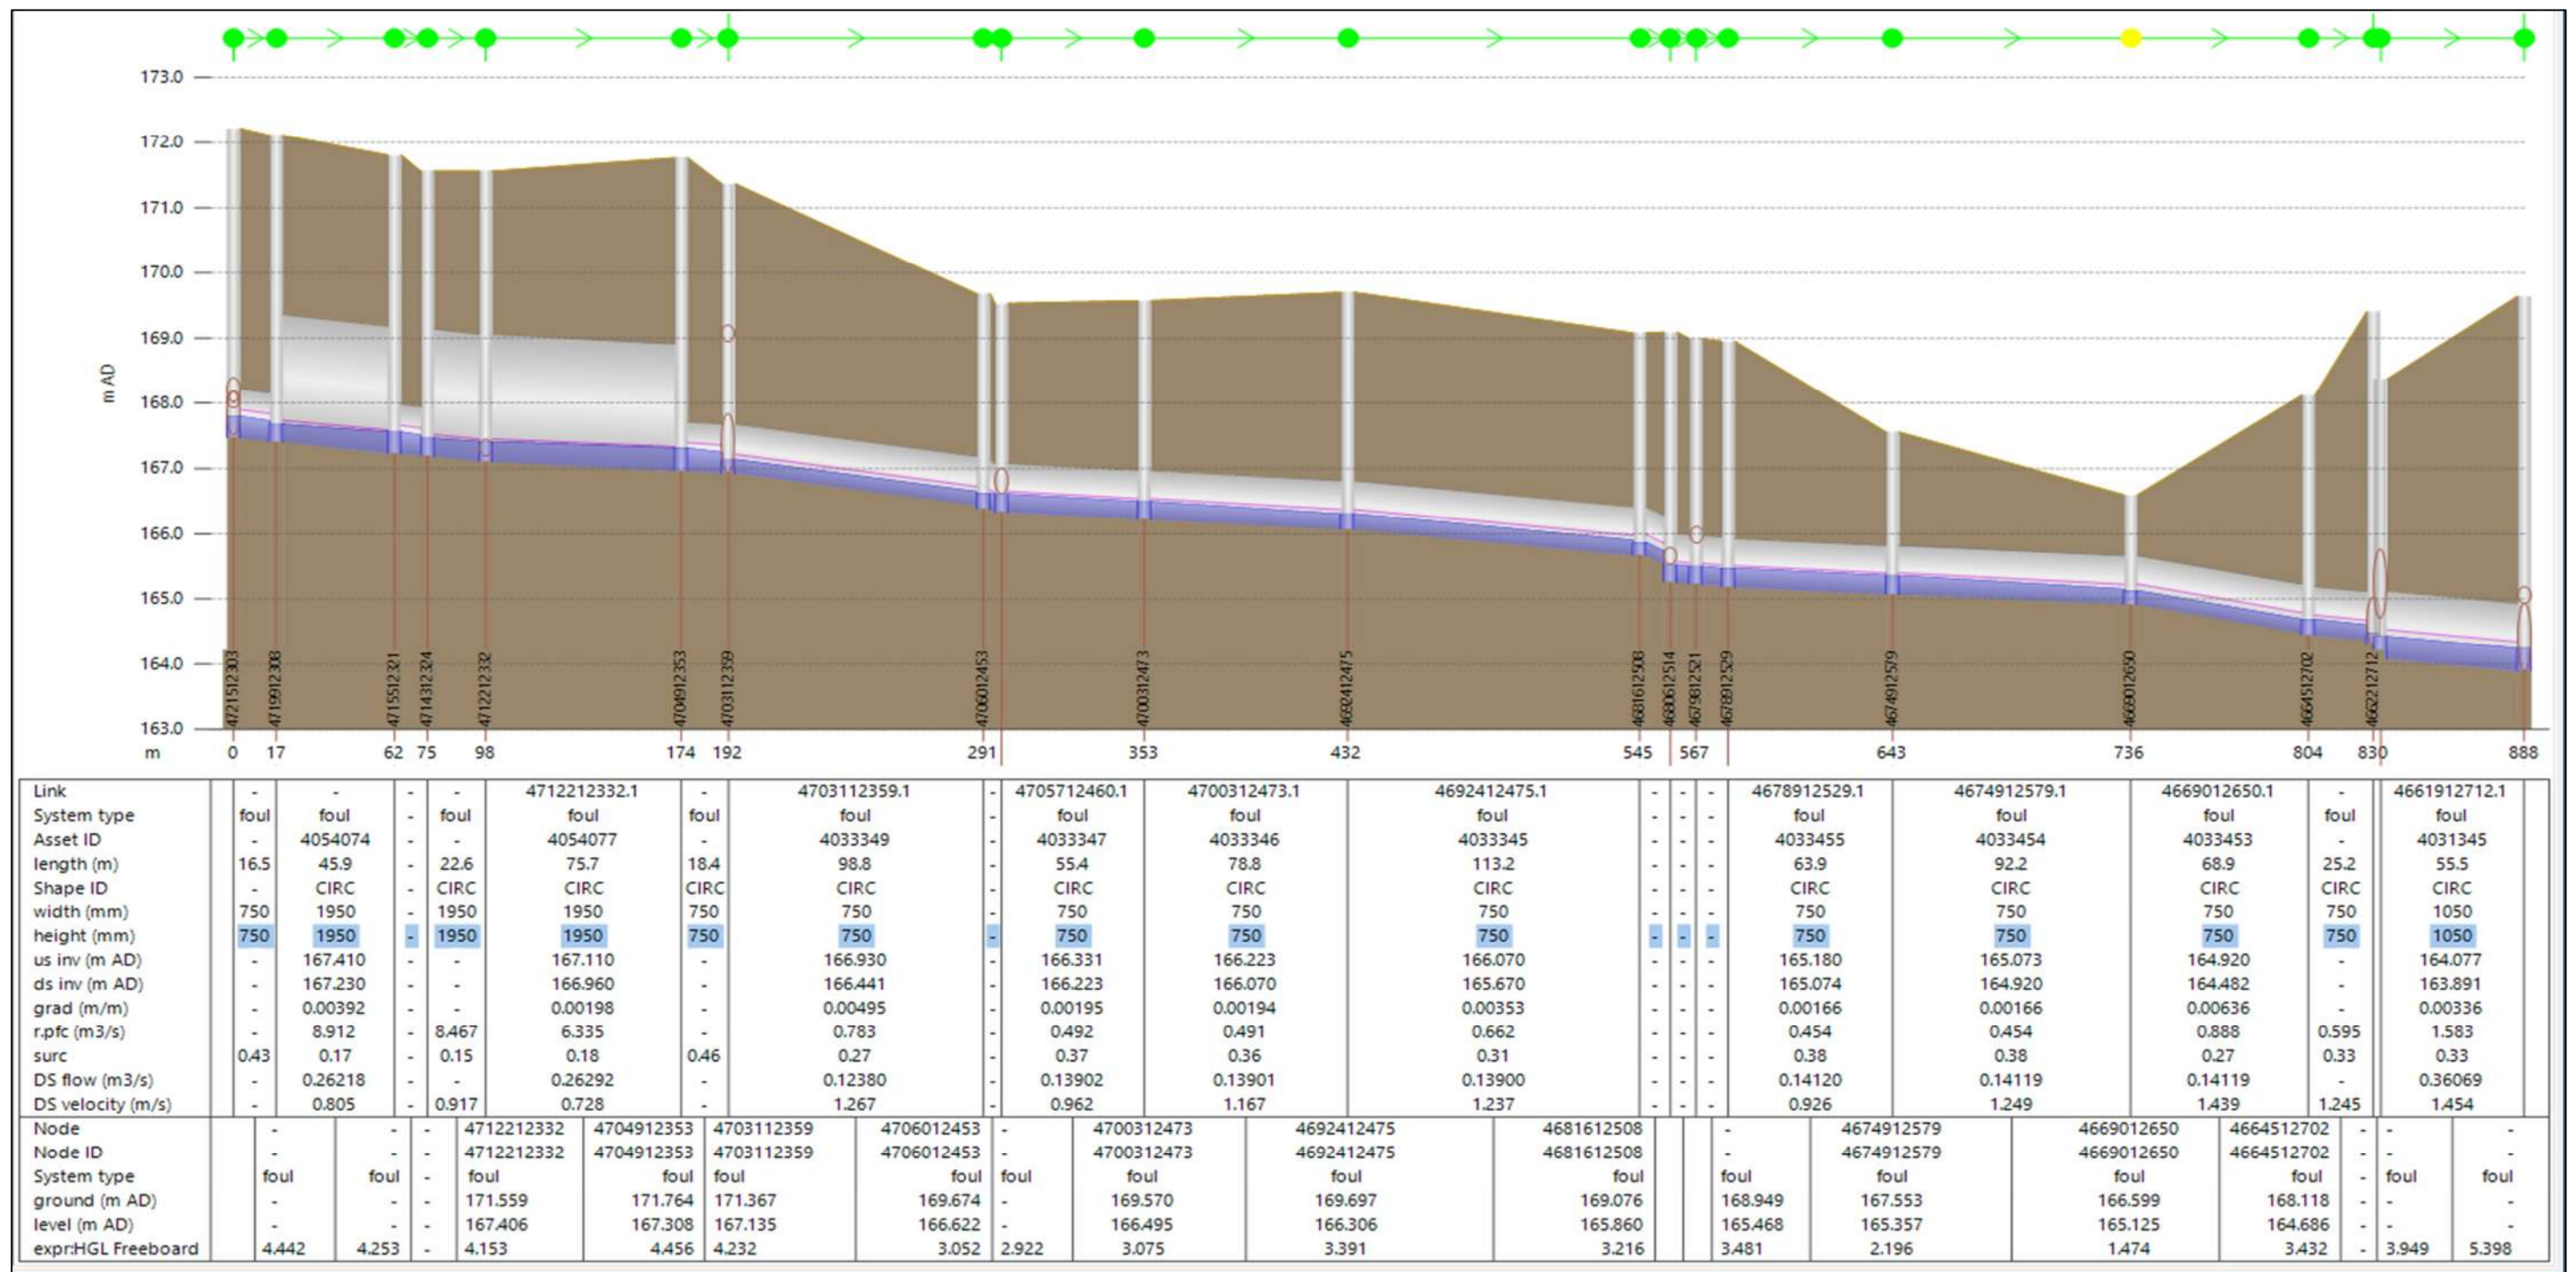 173.0
172.0
171.0
170.0
169.0
168.0
167.0
166.0
165.0
164.0
163.0
m AD
4721512303 4719912308 4715512321 4714312324 4712212332 4704912353 4703112359 4706012453 4700312473 4692412475 4681612508 4680612514 4679812521 4678912529 4674912579 4669012650 4664512702 4662212712
m 0 17 62 75 98 174 192 291 353 432 545 567 643 736 804 830 888
Link - - - - 4712212332.1 - 4703112359.1 - 4705712460.1 4700312473.1 4692412475.1 - - - 4678912529.1 4674912579.1 4669012650.1 - 4661912712.1
System type foul foul - foul foul foul foul - foul foul foul - - - foul foul foul foul foul
Asset ID - 4054074 - - 4054077 - 4033349 - 4033347 4033346 4033345 - - - 4033455 4033454 4033453 - 4031345
length (m) 16.5 45.9 - 22.6 75.7 18.4 98.8 - 55.4 78.8 113.2 - - - 63.9 92.2 68.9 25.2 55.5
Shape ID - CIRC - CIRC CIRC CIRC CIRC - CIRC CIRC CIRC - - - CIRC CIRC CIRC CIRC CIRC
width (mm) 750 1950 - 1950 1950 750 750 - 750 750 750 - - - 750 750 750 750 1050
height (mm) 750 1950 - 1950 1950 750 750 - 750 750 750 - - - 750 750 750 750 1050
us inv (m AD) - 167.410 - - 167.110 - 166.930 - 166.331 166.223 166.070 - - - 165.180 165.073 164.920 - 164.077
ds inv (m AD) - 167.230 - - 166.960 - 166.441 - 166.223 166.070 165.670 - - - 165.074 164.920 164.482 - 163.891
grad (m/m) - 0.00392 - - 0.00198 - 0.00495 - 0.00195 0.00194 0.00353 - - - 0.00166 0.00166 0.00636 - 0.00336
r.pfc (m3/s) - 8.912 - 8.467 6.335 - 0.783 - 0.492 0.491 0.662 - - - 0.454 0.454 0.888 0.595 1.583
surc 0.43 0.17 - 0.15 0.18 0.46 0.27 - 0.37 0.36 0.31 - - - 0.38 0.38 0.27 0.33 0.33
DS flow (m3/s) - 0.26218 - - 0.26292 - 0.12380 - 0.13902 0.13901 0.13900 - - - 0.14120 0.14119 0.14119 - 0.36069
DS velocity (m/s) - 0.805 - 0.917 0.728 - 1.267 - 0.962 1.167 1.237 - - - 0.926 1.249 1.439 1.245 1.454
Node - - - 4712212332 4704912353 4703112359 4706012453 - 4700312473 4692412475 4681612508 - 4674912579 4669012650 4664512702 - - -
Node ID - - - 4712212332 4704912353 4703112359 4706012453 - 4700312473 4692412475 4681612508 - 4674912579 4669012650 4664512702 - - -
System type foul foul - foul foul foul foul foul foul foul foul foul foul foul foul - foul foul
ground (m AD) - - - 171.559 171.764 171.367 169.674 - 169.570 169.697 169.076 168.949 167.553 166.599 168.118 - - -
level (m AD) - - - 167.406 167.308 167.135 166.622 - 166.495 166.306 165.860 165.468 165.357 165.125 164.686 - - -
expr:HGL Freeboard 4.442 4.253 - 4.153 4.456 4.232 3.052 2.922 3.075 3.391 3.216 3.481 2.196 1.474 3.432 - 3.949 5.398